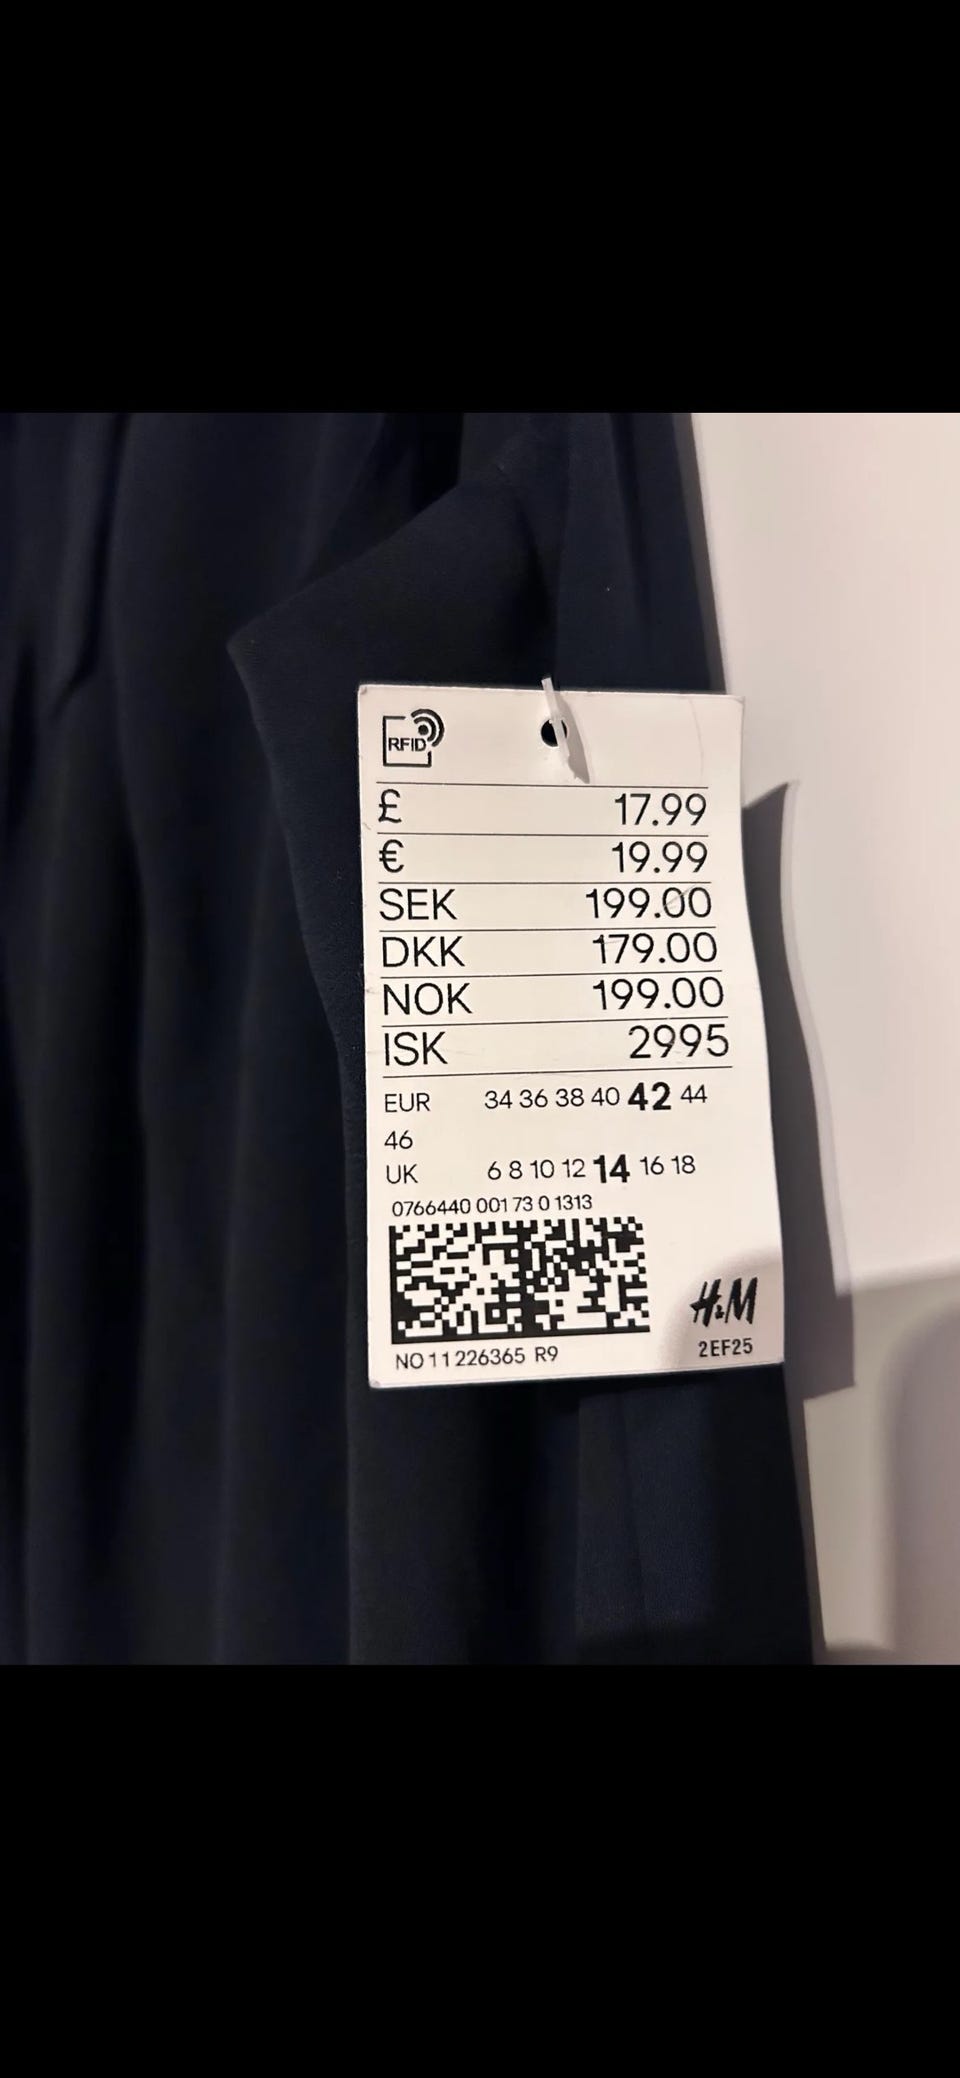 RFID
£ 17.99
€ 19.99
SEK 199.00
DKK 179.00
NOK 199.00
ISK 2995
EUR 34 36 38 40 42 44
46
UK 6 8 10 12 14 16 18
0766440 001 73 0 1313
H&M
NO 11226365 R9 2EF25